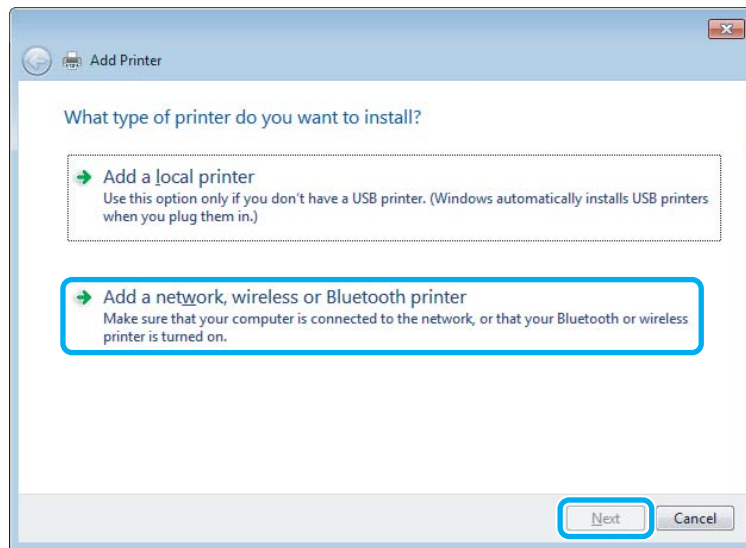 Add Printer
What type of printer do you want to install?
Add a local printer
Use this option only if you don't have a USB printer. (Windows automatically installs USB printers
when you plug them in.)
Add a network, wireless or Bluetooth printer
Make sure that your computer is connected to the network, or that your Bluetooth or wireless
printer is turned on.
Next
Cancel